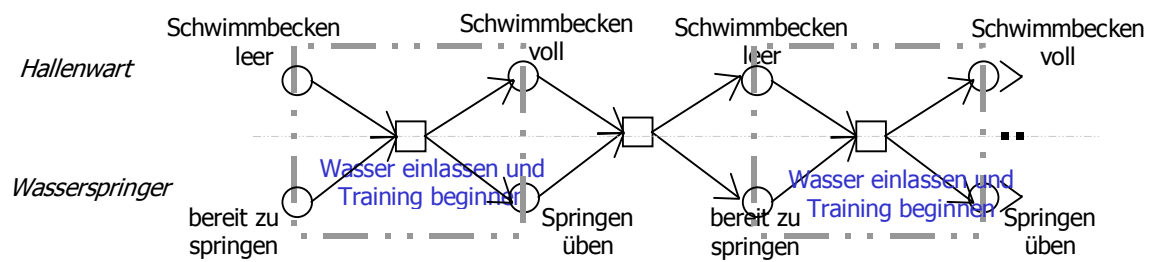 Schwimmbecken
leer
Schwimmbecken
voll
Schwimmbecken
leer
Schwimmbecken
voll
Hallenwart
Wasserspringer
Wasser einlassen und
Training beginnen
Wasser einlassen und
Training beginnen
bereit zu
springen
Springen
üben
bereit zu
springen
Springen
üben